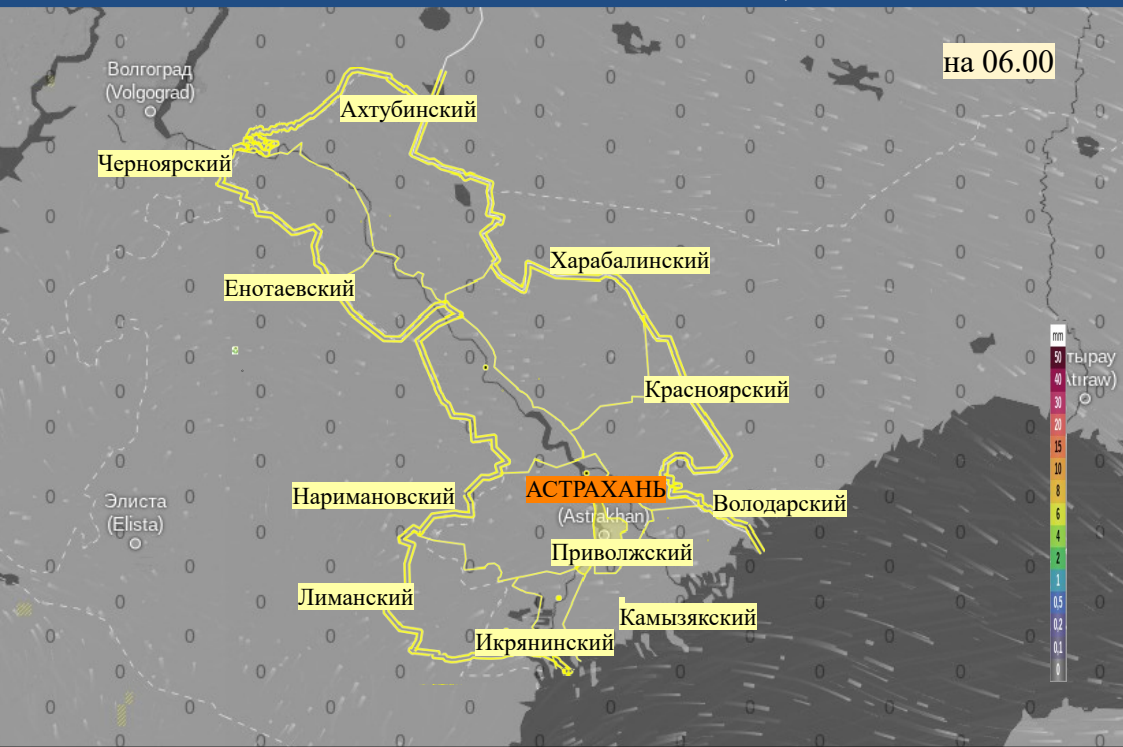 на 06.00
Волгоград
(Volgograd)
Ахтубинский
Черноярский
Харабалинский
Енотаевский
mm
50
40
30
20
15
10
8
6
4
2
1
0,5
0,2
0,1
0
тырау
Atıraw)
Красноярский
Элиста
(Elista)
Наримановский
АСТРАХАНЬ
(Astrakhan)
Володарский
Приволжский
Лиманский
Камызякский
Икрянинский